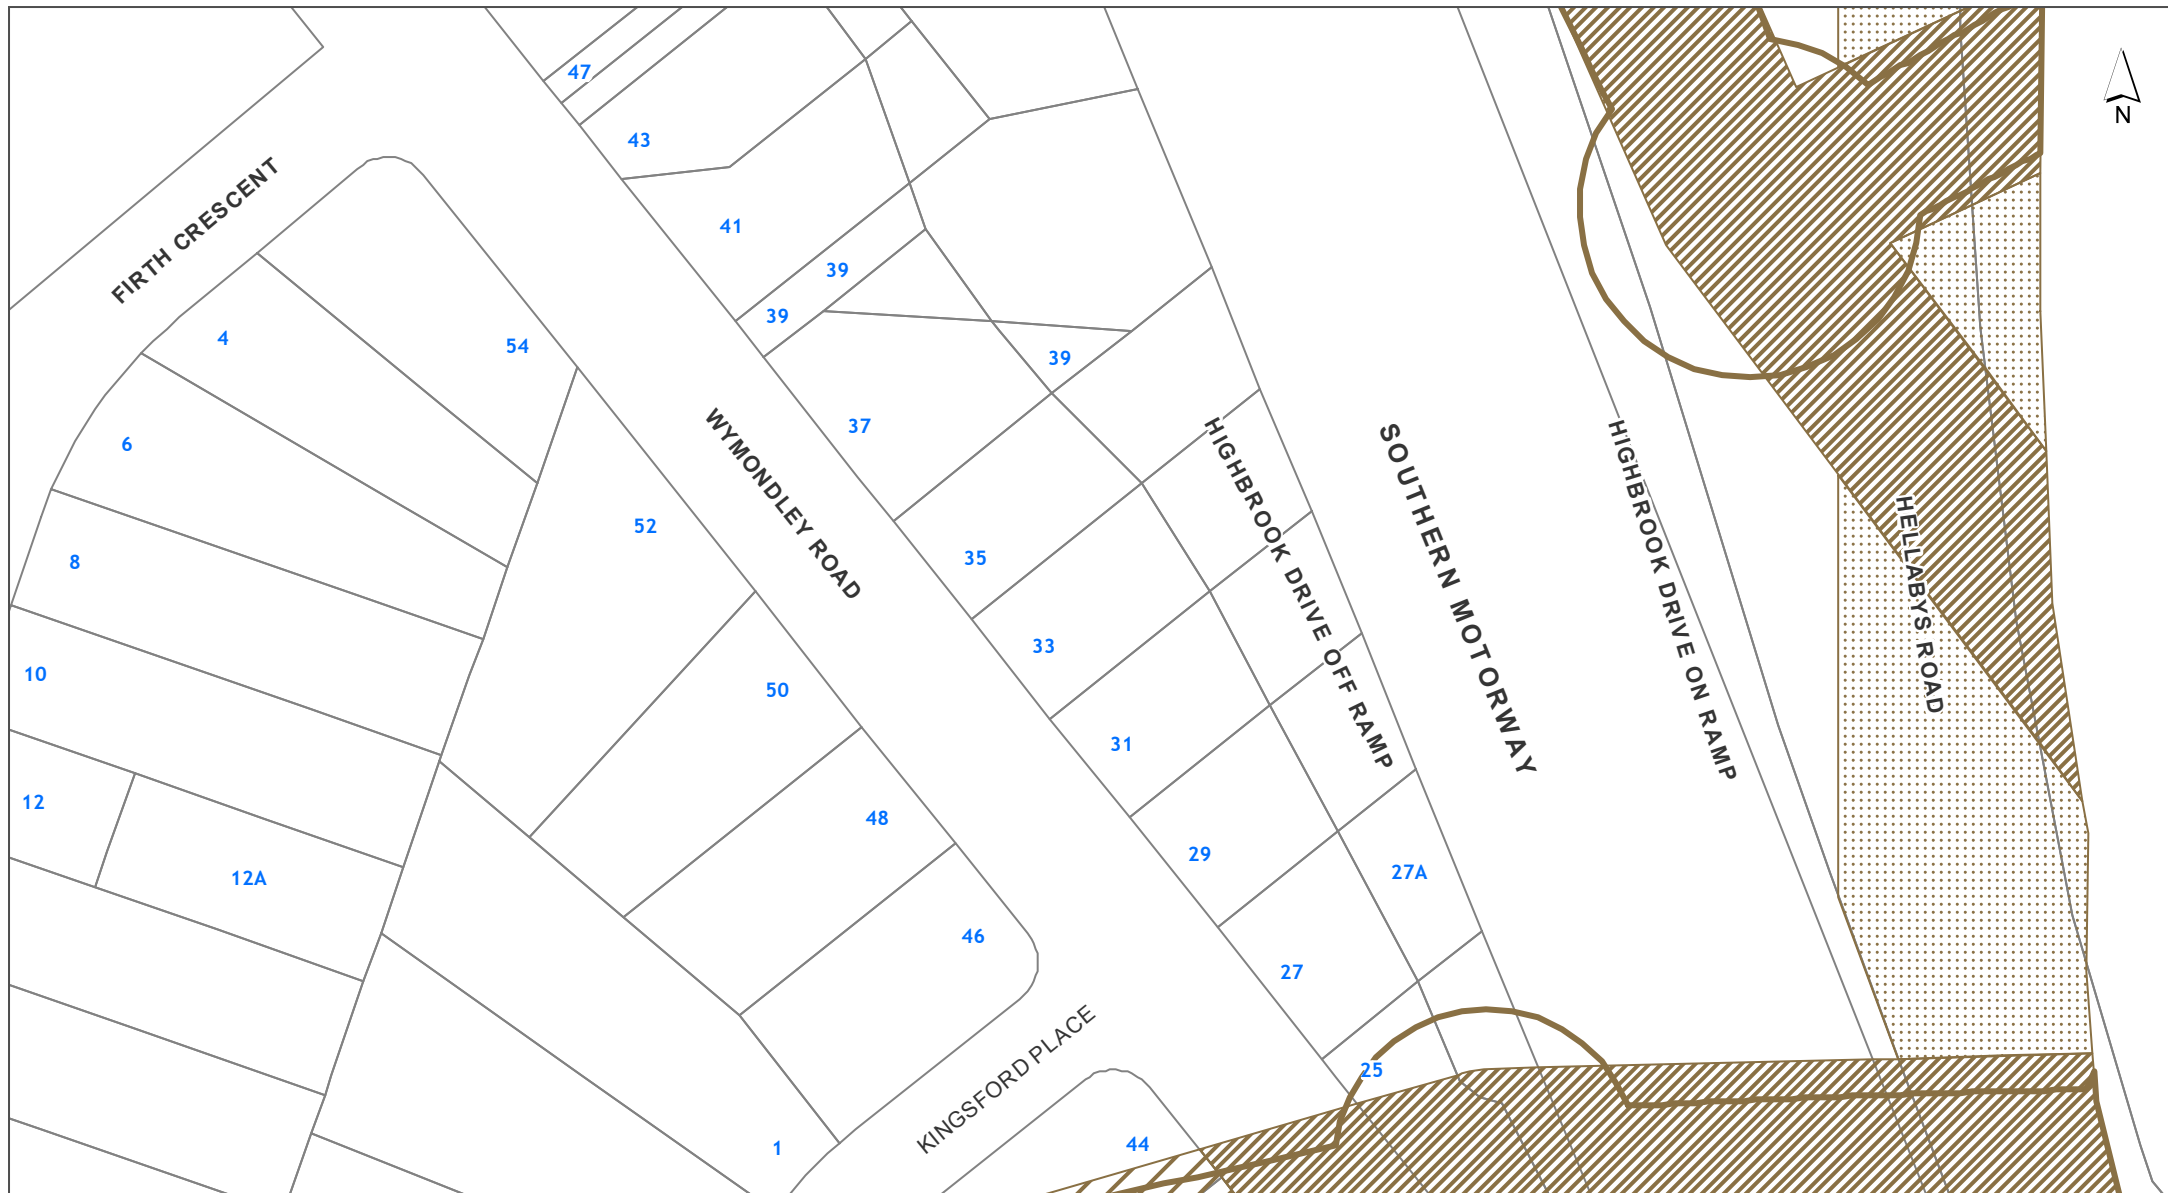 47
N
43
FIRTH CRESCENT
41
39
39
4
54
39
37
6
WYMONDLEY ROAD
HIGHBROOK DRIVE OFF RAMP
SOUTHERN MOTORWAY
HIGHBROOK DRIVE ON RAMP
HELLABYS ROAD
52
8
35
33
10
50
31
12
48
29
12A
27A
46
27
KINGSFORD PLACE
25
44
1